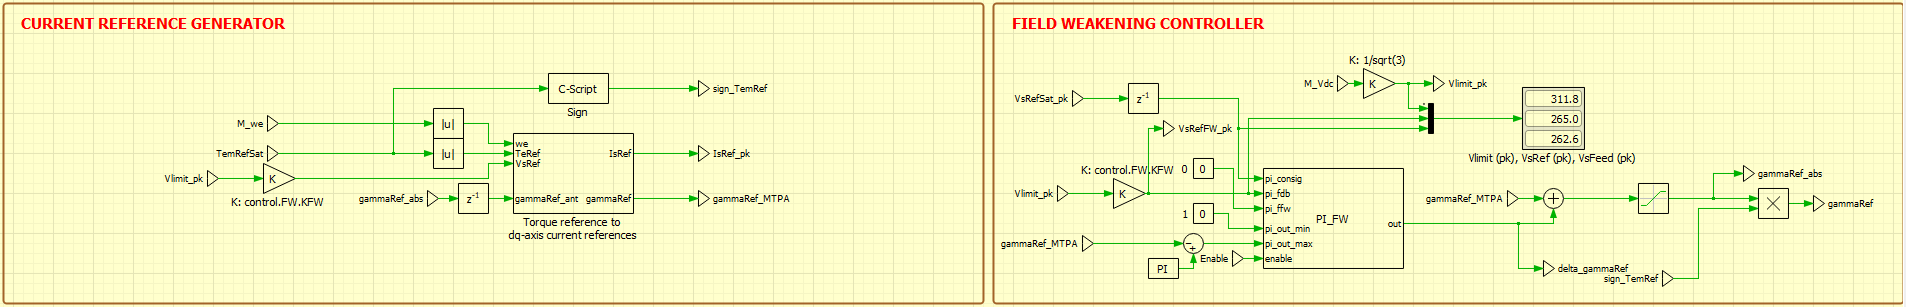 CURRENT REFERENCE GENERATOR
C-Script
Sign
sign_TemRef
M_we
|u|
TemRefSat
|u|
we
TeRef
VsRef
IsRef
IsRef_pk
Vlimit_pk
K
K: control.FW.KFW
gammaRef_abs
z-1
gammaRef_ant
gammaRef
gammaRef_MTPA
Torque reference to
dq-axis current references
FIELD WEAKENING CONTROLLER
K: 1/sqrt(3)
M_Vdc
K
Vlimit_pk
VsRefSat_pk
z-1
VsRefFW_pk
311.8
265.0
262.6
Vlimit (pk), VsRef (pk), VsFeed (pk)
K: control.FW.KFW
0
0
Vlimit_pk
K
1
0
gammaRef_MTPA
−
+
PI
Enable
pi_consig
pi_fdb
pi_ffw
pi_out_min
pi_out_max
enable
PI_FW
out
gammaRef_MTPA
+
gammaRef_abs
×
gammaRef
delta_gammaRef
sign_TemRef